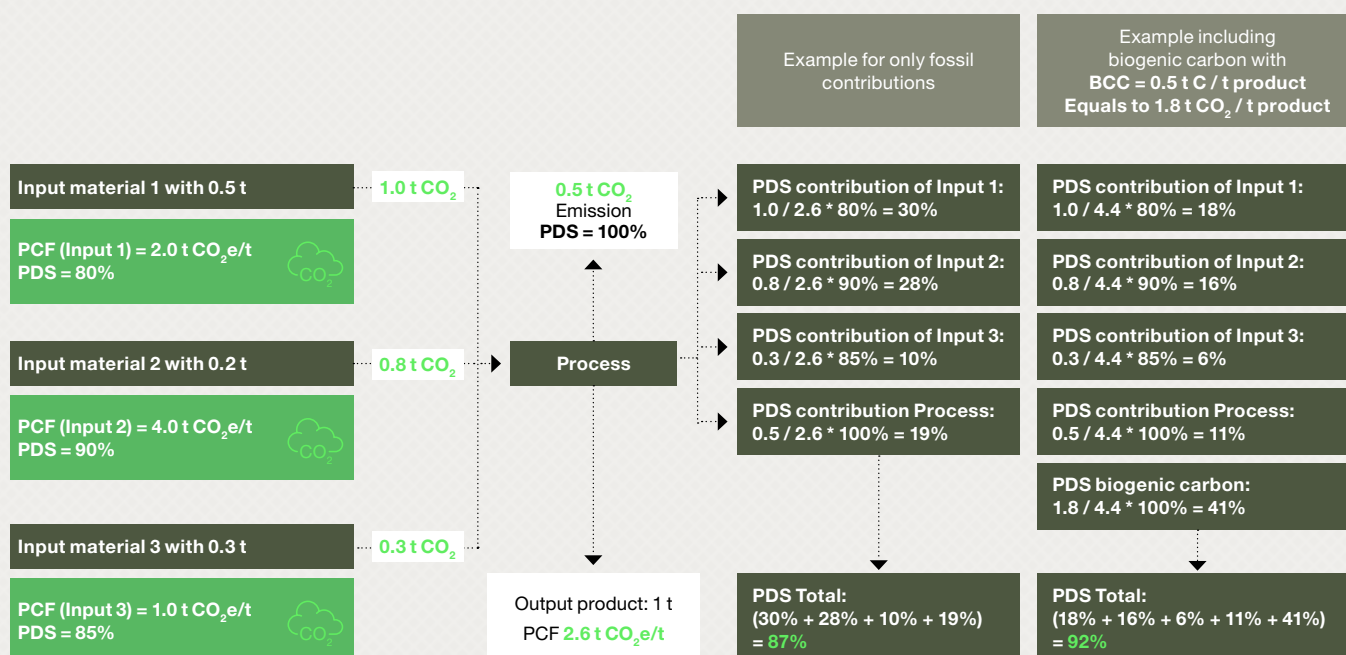 Example for only fossil
contributions
Example including
biogenic carbon with
BCC = 0.5 t C / t product
Equals to 1.8 t CO₂ / t product
Input material 1 with 0.5 t
1.0 t CO₂
PCF (Input 1) = 2.0 t CO₂e/t
PDS = 80%
CO₂
Input material 2 with 0.2 t
0.8 t CO₂
PCF (Input 2) = 4.0 t CO₂e/t
PDS = 90%
CO₂
Input material 3 with 0.3 t
0.3 t CO₂
PCF (Input 3) = 1.0 t CO₂e/t
PDS = 85%
CO₂
0.5 t CO₂
Emission
PDS = 100%
Process
Output product: 1 t
PCF 2.6 t CO₂e/t
PDS contribution of Input 1:
1.0 / 2.6 * 80% = 30%
PDS contribution of Input 2:
0.8 / 2.6 * 90% = 28%
PDS contribution of Input 3:
0.3 / 2.6 * 85% = 10%
PDS contribution Process:
0.5 / 2.6 * 100% = 19%
PDS Total:
(30% + 28% + 10% + 19%)
= 87%
PDS contribution of Input 1:
1.0 / 4.4 * 80% = 18%
PDS contribution of Input 2:
0.8 / 4.4 * 90% = 16%
PDS contribution of Input 3:
0.3 / 4.4 * 85% = 6%
PDS contribution Process:
0.5 / 4.4 * 100% = 11%
PDS biogenic carbon:
1.8 / 4.4 * 100% = 41%
PDS Total:
(18% + 16% + 6% + 11% + 41%)
= 92%